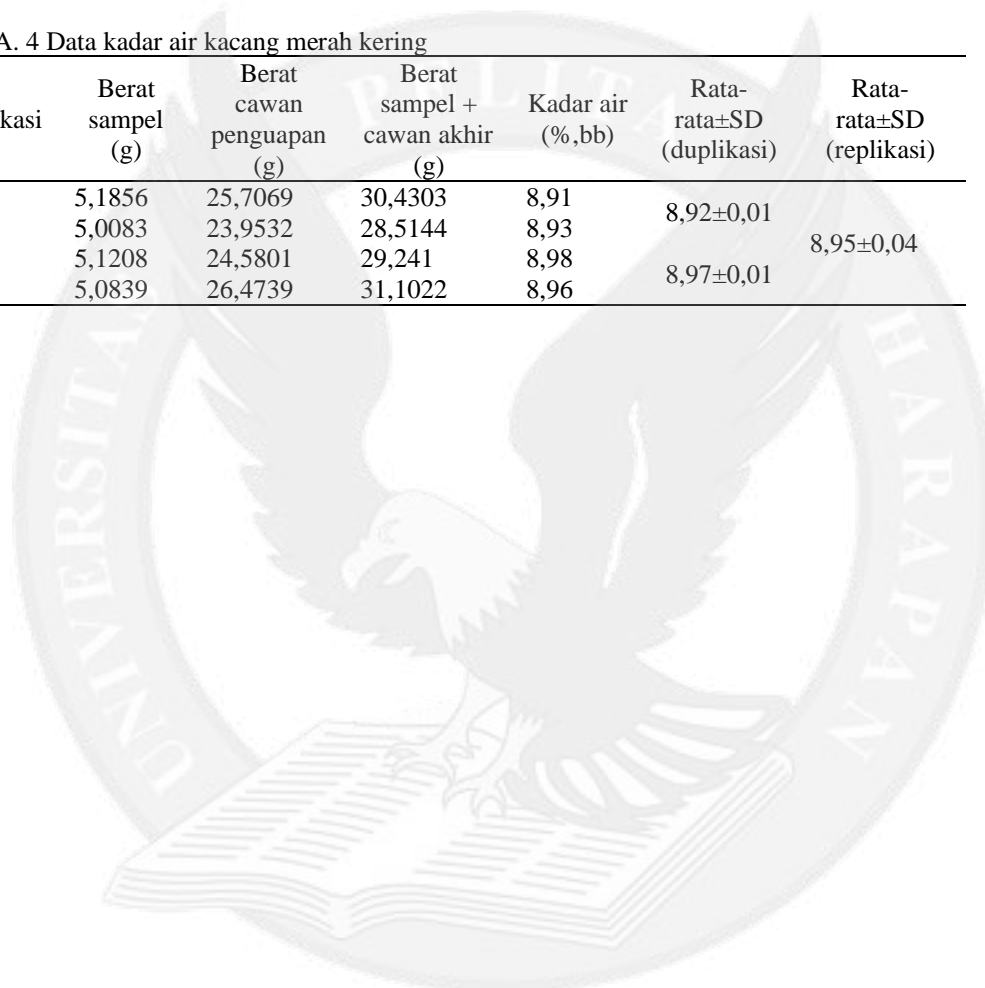 A. 4 Data kadar air kacang merah kering
kasi Berat sampel (g) Berat cawan penguapan (g) Berat sampel + cawan akhir (g) Kadar air (%,bb) Rata-rata±SD (duplikasi) Rata-rata±SD (replikasi)
5,1856 25,7069 30,4303 8,91 8,92±0,01 8,95±0,04
5,0083 23,9532 28,5144 8,93
5,1208 24,5801 29,241 8,98 8,97±0,01
5,0839 26,4739 31,1022 8,96
UNIVERSITAS PELITA HARAPAN